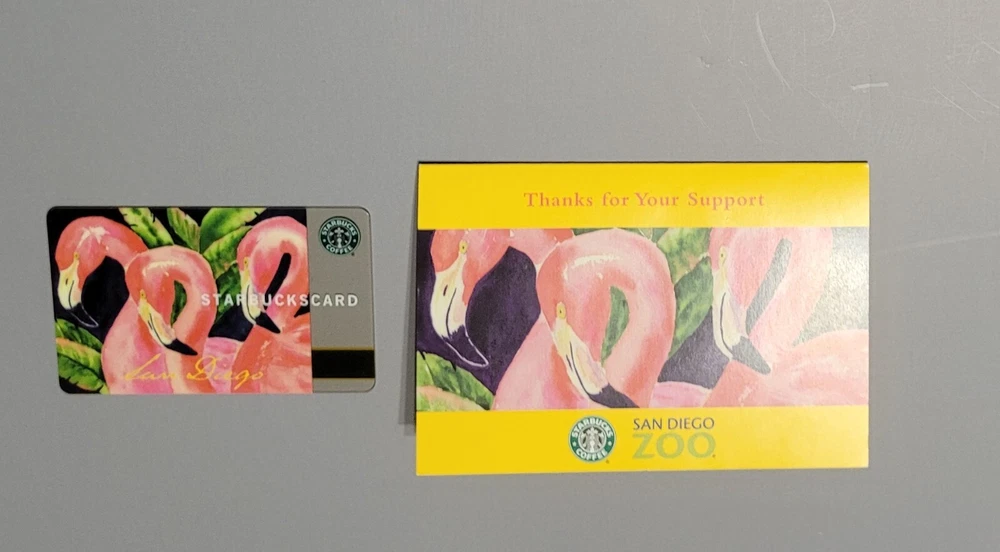 STARBUCKS
COFFEE
STARBUCKSCARD
San Diego
Thanks for Your Support
STARBUCKS
COFFEE
SAN DIEGO
ZOO